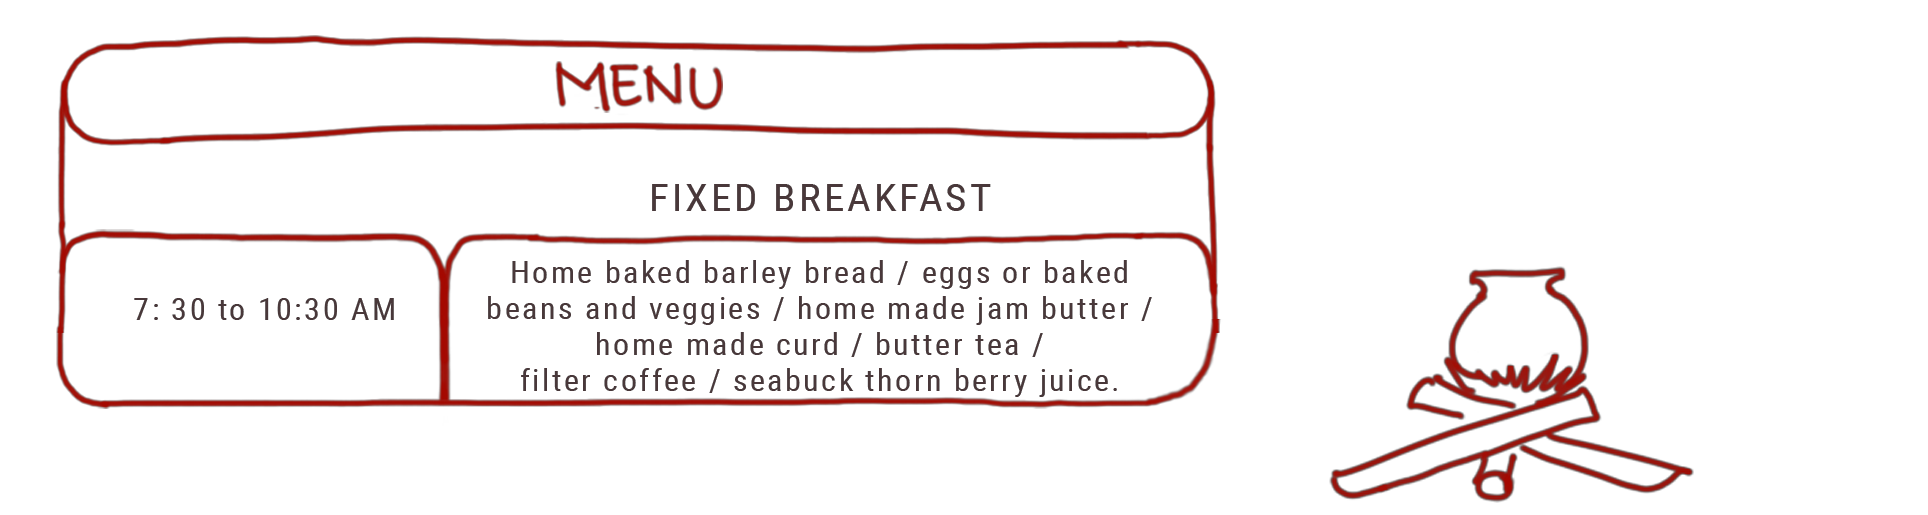 MENU
FIXED BREAKFAST
7: 30 to 10:30 AM
Home baked barley bread / eggs or baked
beans and veggies / home made jam butter /
home made curd / butter tea /
filter coffee / seabuck thorn berry juice.